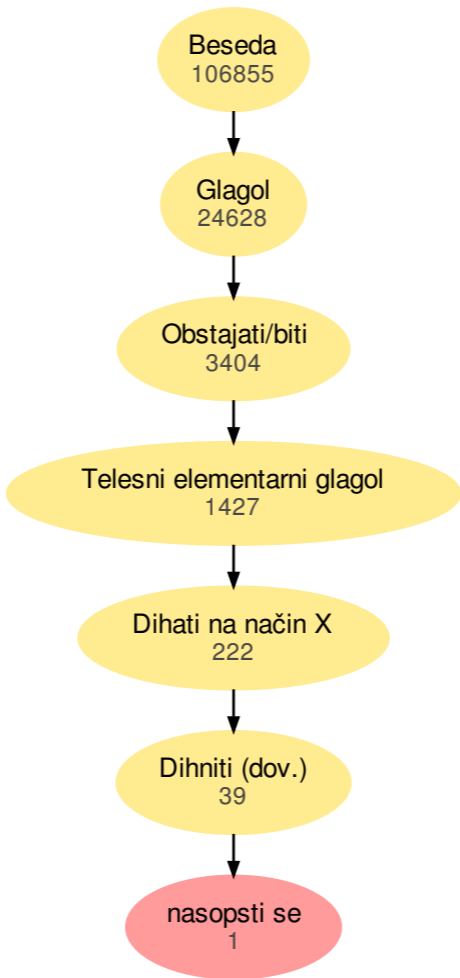 Beseda
106855
Glagol
24628
Obstajati/biti
3404
Telesni elementarni glagol
1427
Dihati na način X
222
Dihniti (dov.)
39
nasopsti se
1